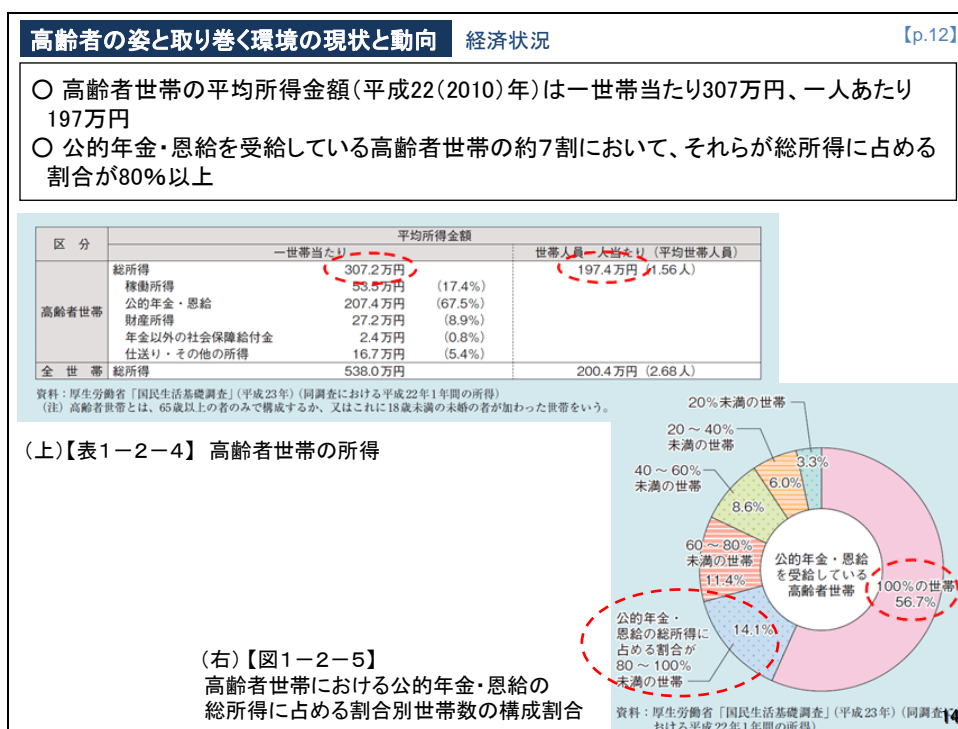 高齢者の姿と取り巻く環境の現状と動向 経済状況 【p.12】
○ 高齢者世帯の平均所得金額(平成22(2010)年)は一世帯当たり307万円、一人あたり
197万円
○ 公的年金・恩給を受給している高齢者世帯の約7割において、それらが総所得に占める
割合が80%以上
区 分 平均所得金額
一世帯当たり 世帯人員一人当たり(平均世帯人員)
高齢者世帯 総所得 307.2万円 197.4万円 (1.56人)
稼働所得 53.5万円 (17.4%)
公的年金・恩給 207.4万円 (67.5%)
財産所得 27.2万円 (8.9%)
年金以外の社会保障給付金 2.4万円 (0.8%)
仕送り・その他の所得 16.7万円 (5.4%)
全 世 帯 総所得 538.0万円 200.4万円 (2.68人)
資料:厚生労働省「国民生活基礎調査」(平成23年)(同調査における平成22年1年間の所得)
(注)高齢者世帯とは、65歳以上の者のみで構成するか、又はこれに18歳未満の未婚の者が加わった世帯をいう。
(上)【表1-2-4】 高齢者世帯の所得
20%未満の世帯
3.3%
20~40%
未満の世帯
6.0%
40~60%
未満の世帯
8.6%
60~80%
未満の世帯
11.4%
公的年金・恩給
を受給している
高齢者世帯
100%の世帯
56.7%
公的年金・
恩給の総所得に
占める割合が
80~100%
未満の世帯
14.1%
(右)【図1-2-5】
高齢者世帯における公的年金・恩給の
総所得に占める割合別世帯数の構成割合
資料:厚生労働省「国民生活基礎調査」(平成23年)(同調査に
おける平成22年1年間の所得)
14